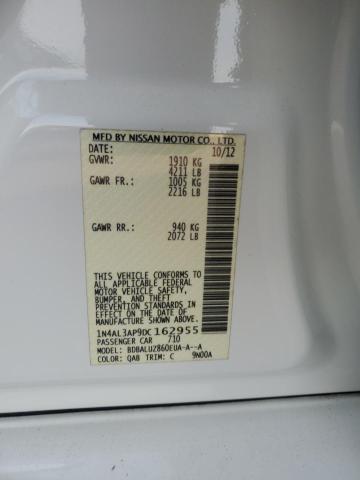 MFD BY NISSAN MOTOR CO., LTD.
DATE: 10/12
GVWR: 1910 KG
4211 LB
GAWR FR.: 1005 KG
2216 LB
GAWR RR.: 940 KG
2072 LB
THIS VEHICLE CONFORMS TO
ALL APPLICABLE FEDERAL
MOTOR VEHICLE SAFETY,
BUMPER, AND THEFT
PREVENTION STANDARDS
IN EFFECT ON THE DATE OF
MANUFACTURE SHOWN ABOVE.
1N4AL3AP9DC162955
PASSENGER CAR 710
MODEL: BDBALUZ860EUA-A--A
COLOR: QAB TRIM: C 9N00A